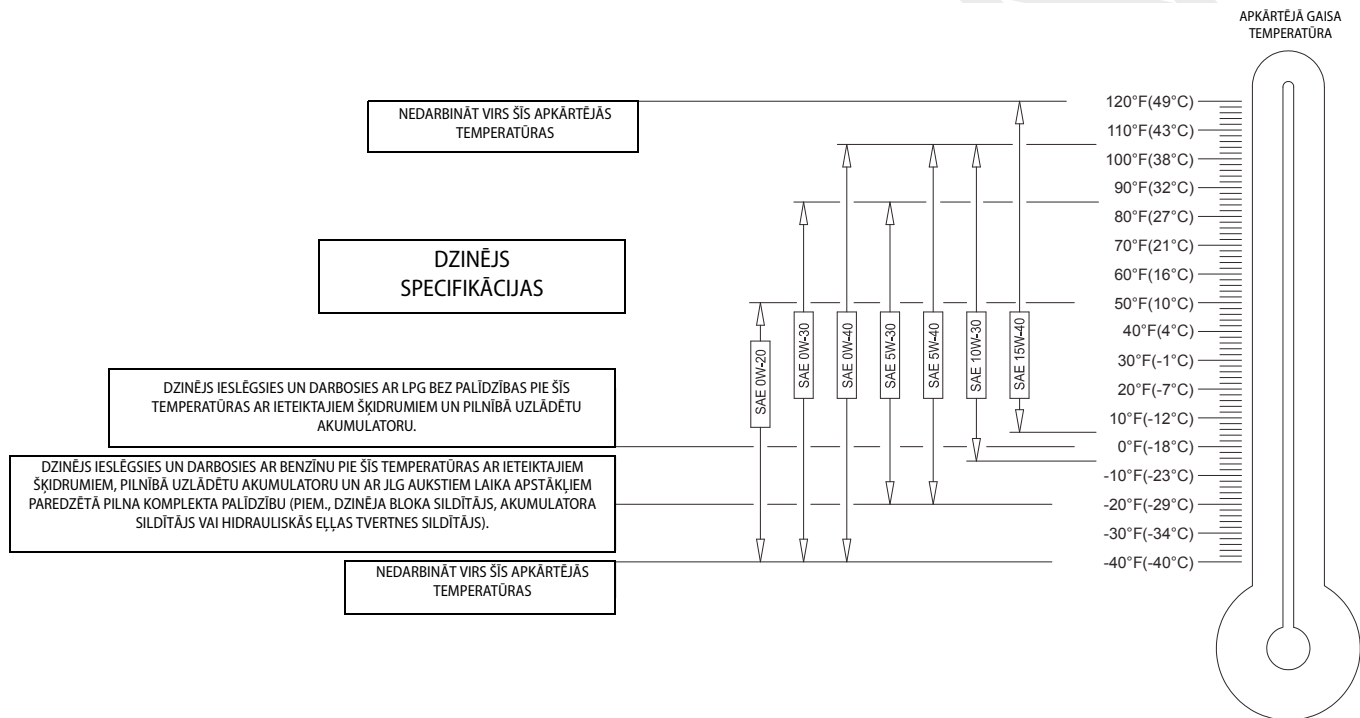 APKĀRTĒJĀ GAISA
TEMPERATŪRA
NEDARBINĀT VIRS ŠĪS APKĀRTĒJĀS
TEMPERATŪRAS
DZINĒJS
SPECIFIKĀCIJAS
DZINĒJS IESLĒGSIES UN DARBOSIES AR LPG BEZ PALĪDZĪBAS PIE ŠĪS
TEMPERATŪRAS AR IETEIKTAJIEM ŠĶIDRUMIEM UN PILNĪBĀ UZLĀDĒTU
AKUMULATORU.
DZINĒJS IESLĒGSIES UN DARBOSIES AR BENZĪNU PIE ŠĪS TEMPERATŪRAS AR IETEIKTAJIEM
ŠĶIDRUMIEM, PILNĪBĀ UZLĀDĒTU AKUMULATORU UN AR JLG AUKSTIEM LAIKA APSTĀKĻIEM
PAREDZĒTĀ PILNA KOMPLEKTA PALĪDZĪBU (PIEM., DZINĒJA BLOKA SILDĪTĀJS, AKUMULATORA
SILDĪTĀJS VAI HIDRAULISKĀS EĻĻAS TVERTNES SILDĪTĀJS).
NEDARBINĀT VIRS ŠĪS APKĀRTĒJĀS
TEMPERATŪRAS
SAE 0W-20
SAE 0W-30
SAE 0W-40
SAE 5W-30
SAE 5W-40
SAE 10W-30
SAE 15W-40
120°F(49°C)
110°F(43°C)
100°F(38°C)
90°F(32°C)
80°F(27°C)
70°F(21°C)
60°F(16°C)
50°F(10°C)
40°F(4°C)
30°F(-1°C)
20°F(-7°C)
10°F(-12°C)
0°F(-18°C)
-10°F(-23°C)
-20°F(-29°C)
-30°F(-34°C)
-40°F(-40°C)